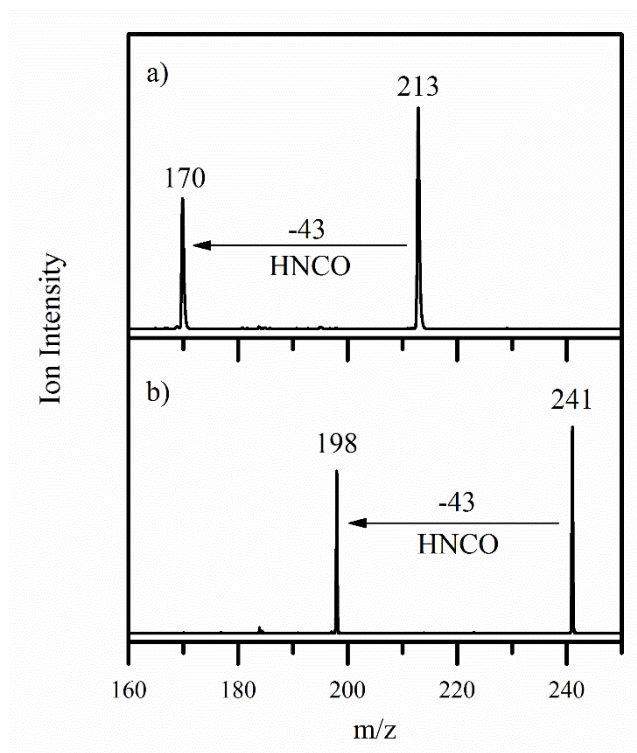 a)
213
170
-43
HNCO
Ion Intensity
b)
241
198
-43
HNCO
160 180 200 220 240
m/z